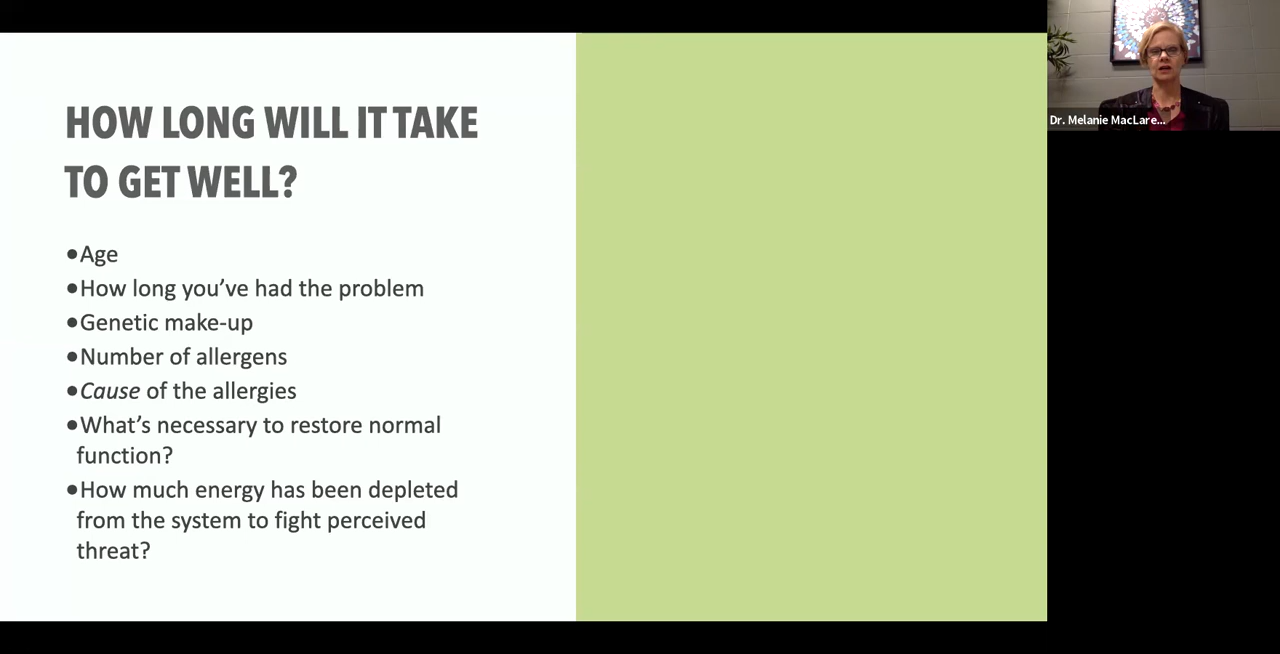 HOW LONG WILL IT TAKE
TO GET WELL?
•Age
•How long you've had the problem
•Genetic make-up
•Number of allergens
•Cause of the allergies
•What's necessary to restore normal
function?
•How much energy has been depleted
from the system to fight perceived
threat?
Dr. Melanie MacLare...